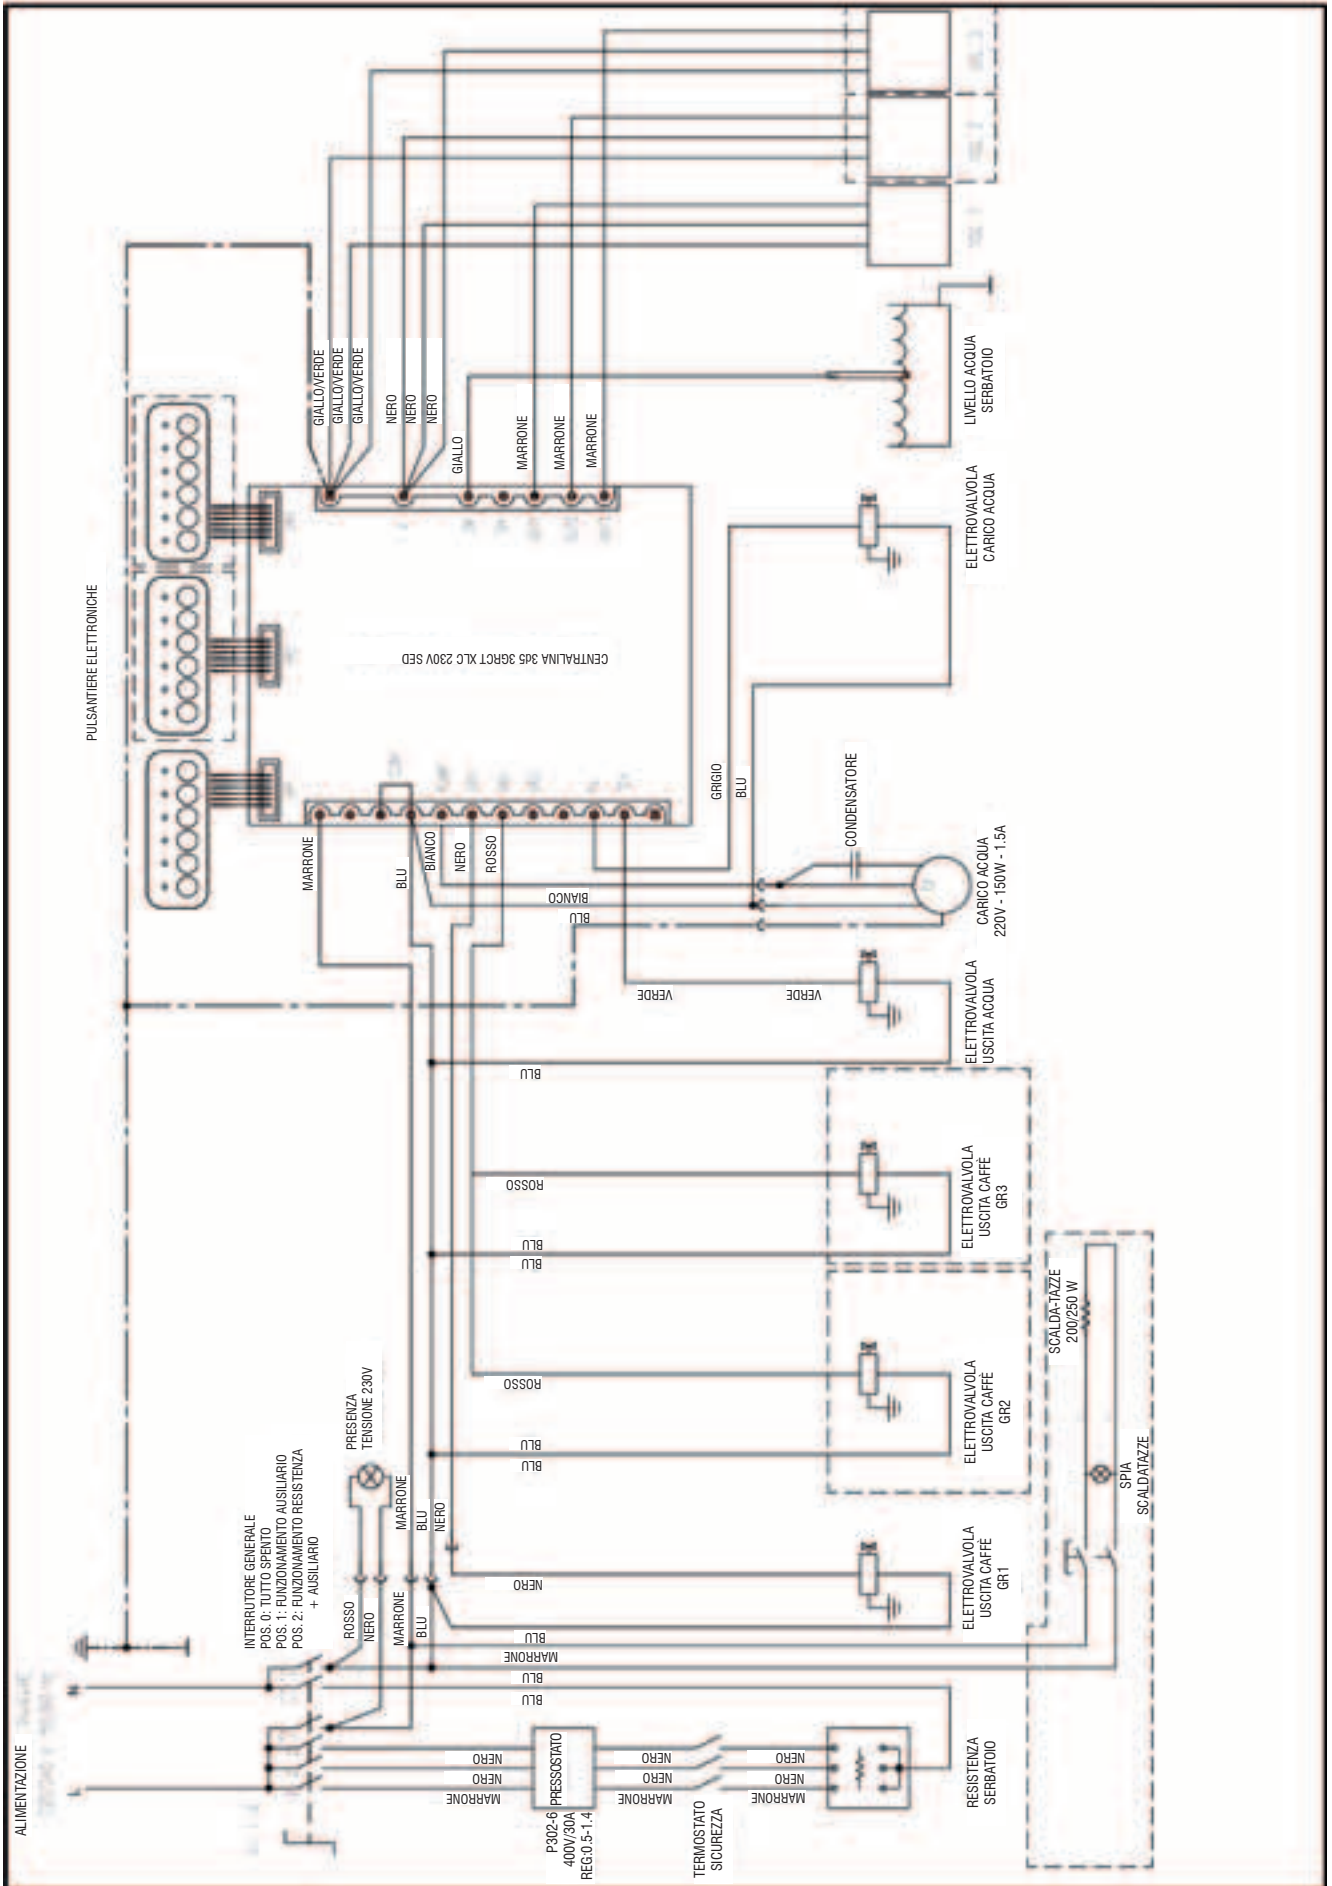 ALIMENTAZIONE
L
N
INTERRUTORE GENERALE
POS. 0: TUTTO SPENTO
POS. 1: FUNZIONAMENTO AUSILIARIO
POS. 2: FUNZIONAMENTO RESISTENZA
+ AUSILIARIO
PRESENZA
TENSIONE 230V
ROSSO
NERO
MARRONE
BLU
MARRONE
BLU
NERO
PULSANTIERE ELETTRONICHE
CENTRALINA 3d5 3GRCT XLC 230V SED
MARRONE
BLU
BIANCO
NERO
ROSSO
GIALLO/VERDE
GIALLO/VERDE
GIALLO/VERDE
NERO
NERO
NERO
GIALLO
MARRONE
MARRONE
MARRONE
GRIGIO
BLU
BIANCO
BLU
CONDENSATORE
VERDE
VERDE
BLU
ROSSO
BLU
BLU
ROSSO
BLU
BLU
NERO
BLU
MARRONE
BLU
BLU
NERO
NERO
MARRONE
P302-6 PRESSOSTATO
400V/30A
REG:0.5-1.4
NERO
NERO
MARRONE
TERMOSTATO
SICUREZZA
NERO
NERO
MARRONE
RESISTENZA
SERBATOIO
ELETTROVALVOLA
USCITA CAFFÈ
GR1
ELETTROVALVOLA
USCITA CAFFÈ
GR2
ELETTROVALVOLA
USCITA CAFFÈ
GR3
ELETTROVALVOLA
USCITA ACQUA
CARICO ACQUA
220V - 150W - 1.5A
ELETTROVALVOLA
CARICO ACQUA
LIVELLO ACQUA
SERBATOIO
SCALDA-TAZZE
200/250 W
SPIA
SCALDATAZZE